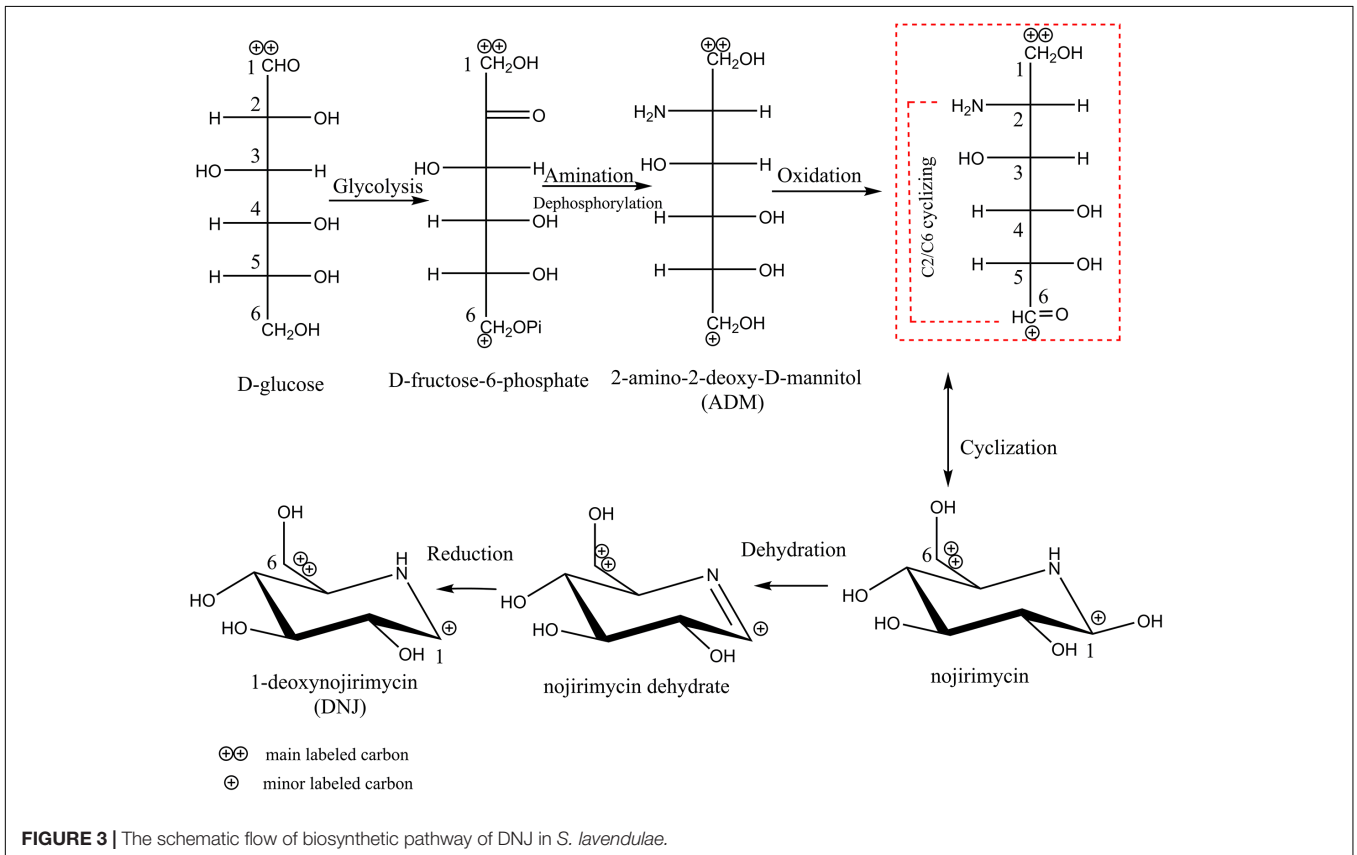 ⊕⊕
1 CHO
2
H OH
3
HO H
4
H OH
5
H OH
6
CH₂OH
D-glucose
Glycolysis
⊕⊕
1 CH₂OH
O
HO H
H OH
H OH
6
CH₂OPi
⊕
D-fructose-6-phosphate
Amination
Dephosphorylation
⊕⊕
CH₂OH
H₂N H
HO H
H OH
H OH
CH₂OH
⊕
2-amino-2-deoxy-D-mannitol
(ADM)
Oxidation
⊕⊕
CH₂OH
1
H₂N H
2
HO H
3
H OH
4
H OH
5
6
HC=O
⊕
C2/C6 cyclizing
Cyclization
OH
6 ⊕⊕
H
N
HO
HO
⊕
OH
OH 1
nojirimycin
Dehydration
OH
⊕⊕
N
HO
HO
⊕
OH
nojirimycin dehydrate
Reduction
OH
6 ⊕⊕
H
N
HO
HO
⊕
OH 1
1-deoxynojirimycin
(DNJ)
⊕⊕ main labeled carbon
⊕ minor labeled carbon
FIGURE 3 | The schematic flow of biosynthetic pathway of DNJ in S. lavendulae.